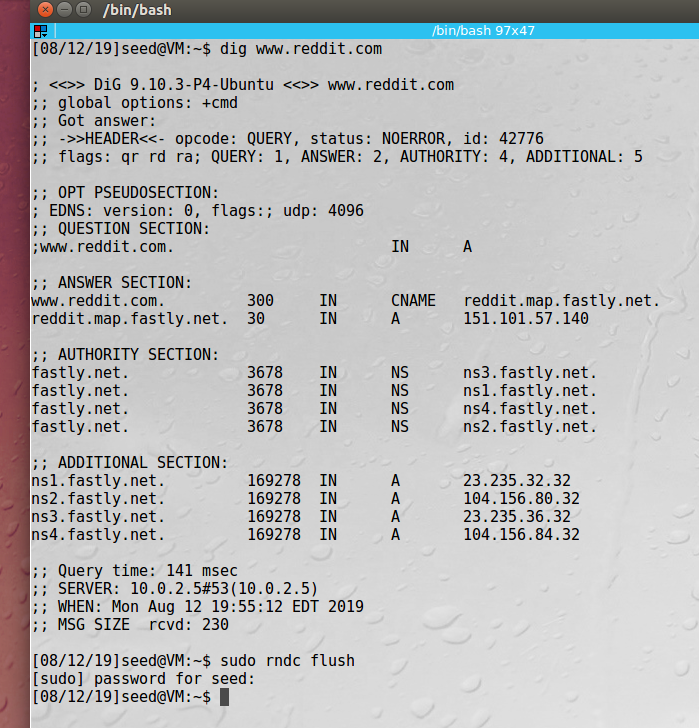 /bin/bash
/bin/bash 97x47
[08/12/19]seed@VM:~$ dig www.reddit.com
; <<>> DiG 9.10.3-P4-Ubuntu <<>> www.reddit.com
;; global options: +cmd
;; Got answer:
;; ->>HEADER<<- opcode: QUERY, status: NOERROR, id: 42776
;; flags: qr rd ra; QUERY: 1, ANSWER: 2, AUTHORITY: 4, ADDITIONAL: 5
;; OPT PSEUDOSECTION:
; EDNS: version: 0, flags:; udp: 4096
;; QUESTION SECTION:
;www.reddit.com. IN A
;; ANSWER SECTION:
www.reddit.com. 300 IN CNAME reddit.map.fastly.net.
reddit.map.fastly.net. 30 IN A 151.101.57.140
;; AUTHORITY SECTION:
fastly.net. 3678 IN NS ns3.fastly.net.
fastly.net. 3678 IN NS ns1.fastly.net.
fastly.net. 3678 IN NS ns4.fastly.net.
fastly.net. 3678 IN NS ns2.fastly.net.
;; ADDITIONAL SECTION:
ns1.fastly.net. 169278 IN A 23.235.32.32
ns2.fastly.net. 169278 IN A 104.156.80.32
ns3.fastly.net. 169278 IN A 23.235.36.32
ns4.fastly.net. 169278 IN A 104.156.84.32
;; Query time: 141 msec
;; SERVER: 10.0.2.5#53(10.0.2.5)
;; WHEN: Mon Aug 12 19:55:12 EDT 2019
;; MSG SIZE rcvd: 230
[08/12/19]seed@VM:~$ sudo rndc flush
[sudo] password for seed:
[08/12/19]seed@VM:~$